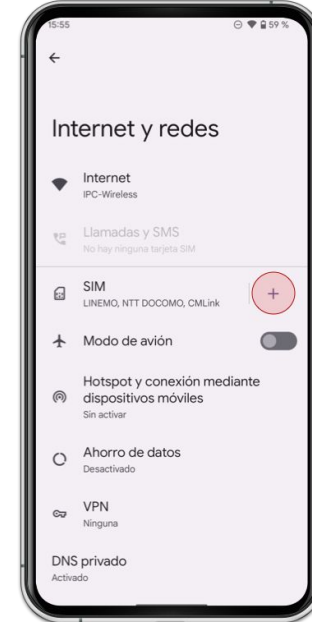 15:55 59 %
Internet y redes
Internet
IPC-Wireless
Llamadas y SMS
No hay ninguna tarjeta SIM
SIM
LINEMO, NTT DOCOMO, CMLink
Modo de avión
Hotspot y conexión mediante
dispositivos móviles
Sin activar
Ahorro de datos
Desactivado
VPN
Ninguna
DNS privado
Activado